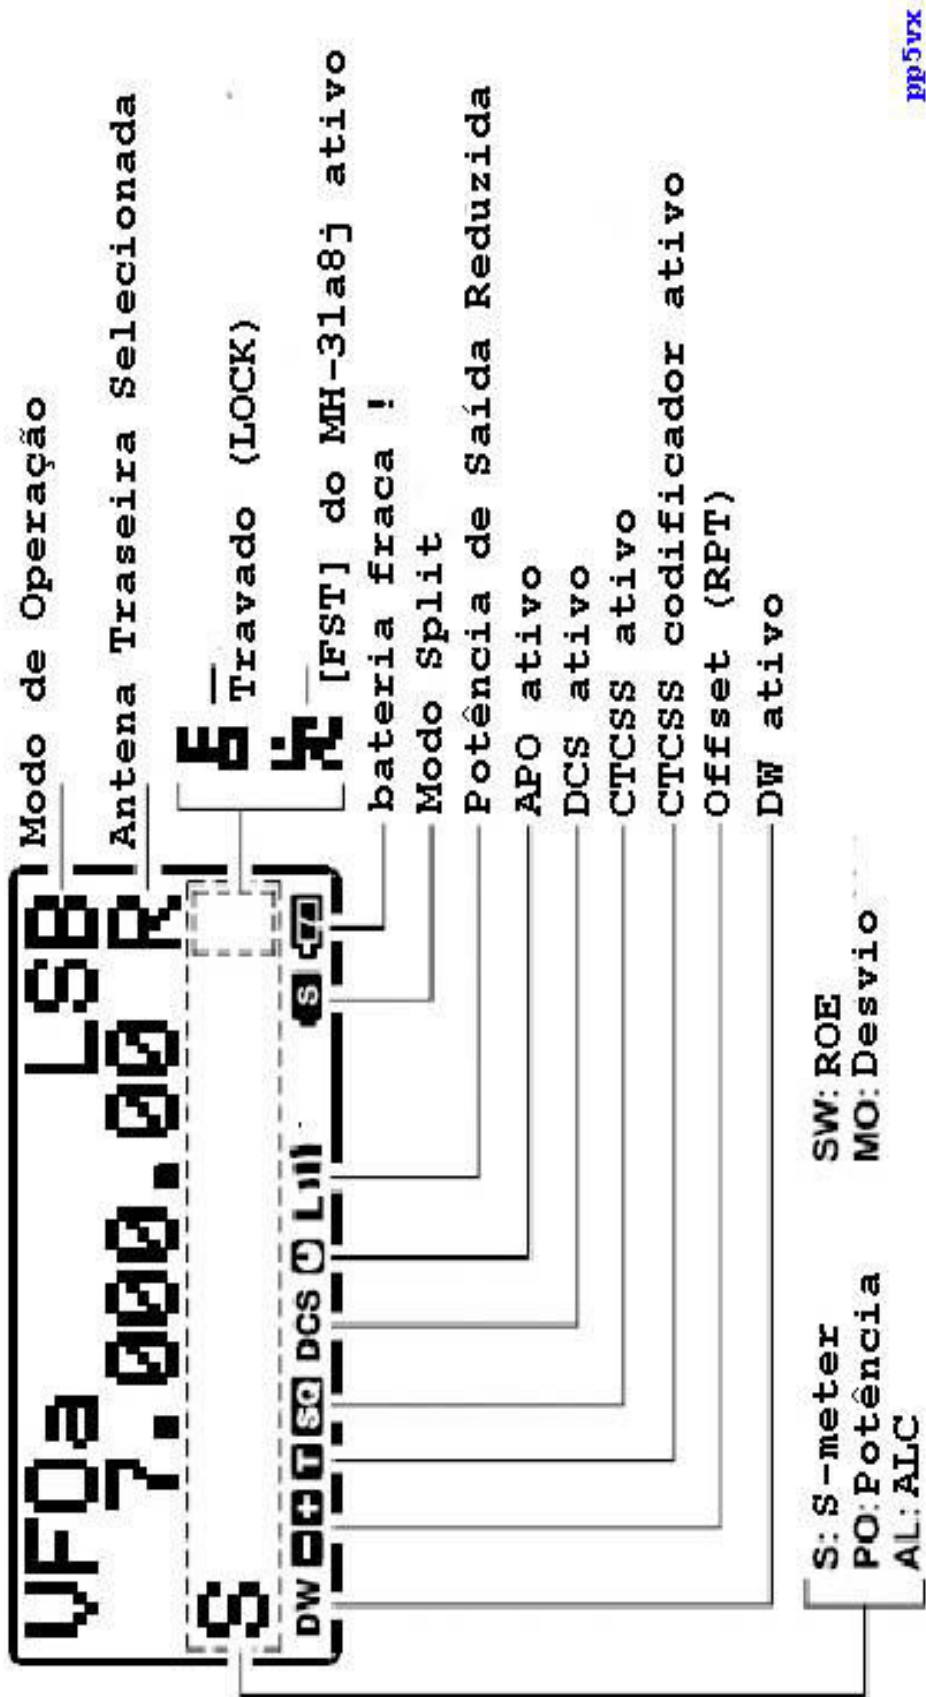 VFOa LSB
7.000.00 R
S
DW - + T SQ DCS L S
Modo de Operação
Antena Traseira Selecionada
Travado (LOCK)
[FST] do MH-31a8j ativo
bateria fraca !
Modo Split
Potência de Saída Reduzida
APO ativo
DCS ativo
CTCSS ativo
CTCSS codificador ativo
Offset (RPT)
DW ativo
S:S-meter SW:ROE
PO:Potência MO:Desvio
AL:ALC
pp5vx